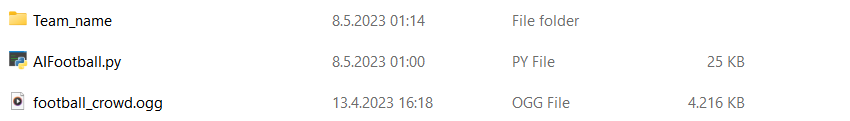 Team_name 8.5.2023 01:14 File folder
AIFootball.py 8.5.2023 01:00 PY File 25 KB
football_crowd.ogg 13.4.2023 16:18 OGG File 4.216 KB